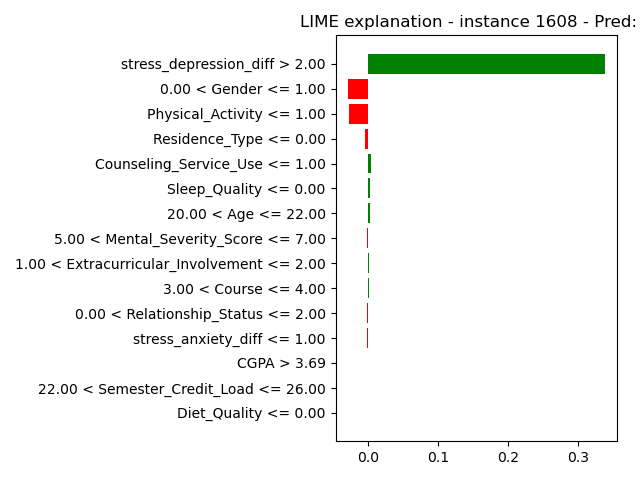 LIME explanation - instance 1608 - Pred:
stress_depression_diff > 2.00
0.00 < Gender <= 1.00
Physical_Activity <= 1.00
Residence_Type <= 0.00
Counseling_Service_Use <= 1.00
Sleep_Quality <= 0.00
20.00 < Age <= 22.00
5.00 < Mental_Severity_Score <= 7.00
1.00 < Extracurricular_Involvement <= 2.00
3.00 < Course <= 4.00
0.00 < Relationship_Status <= 2.00
stress_anxiety_diff <= 1.00
CGPA > 3.69
22.00 < Semester_Credit_Load <= 26.00
Diet_Quality <= 0.00
0.0 0.1 0.2 0.3